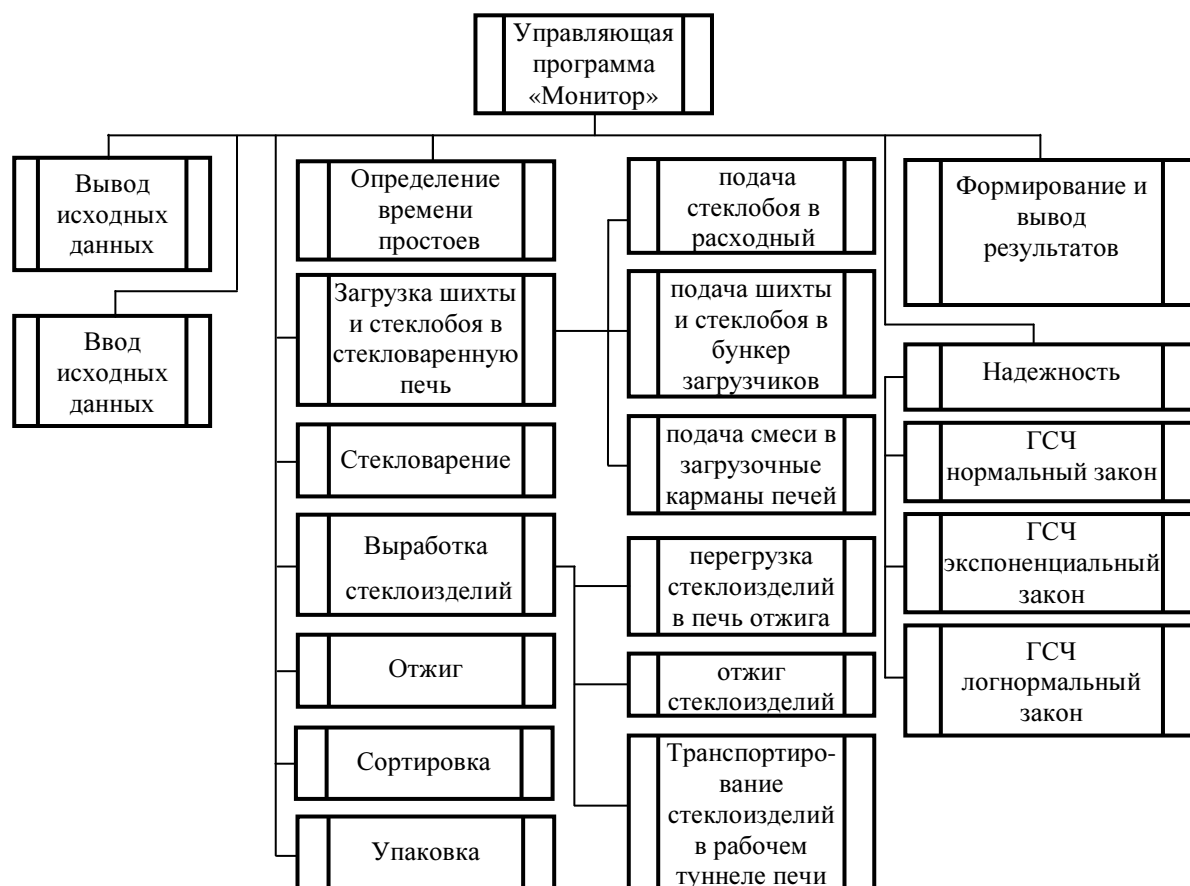 Управляющая
программа
«Монитор»
Вывод
исходных
данных
Ввод
исходных
данных
Определение
времени
простоев
Загрузка шихты
и стеклобоя в
стекловаренную
печь
Стекловарение
Выработка
стеклоизделий
Отжиг
Сортировка
Упаковка
подача
стеклобоя в
расходный
подача шихты
и стеклобоя в
бункер
загрузчиков
подача смеси в
загрузочные
карманы печей
перегрузка
стеклоизделий
в печь отжига
отжиг
стеклоизделий
Транспортиро-
вание
стеклоизделий
в рабочем
туннеле печи
Формирование и
вывод
результатов
Надежность
ГСЧ
нормальный закон
ГСЧ
экспоненциальный
закон
ГСЧ
логнормальный
закон